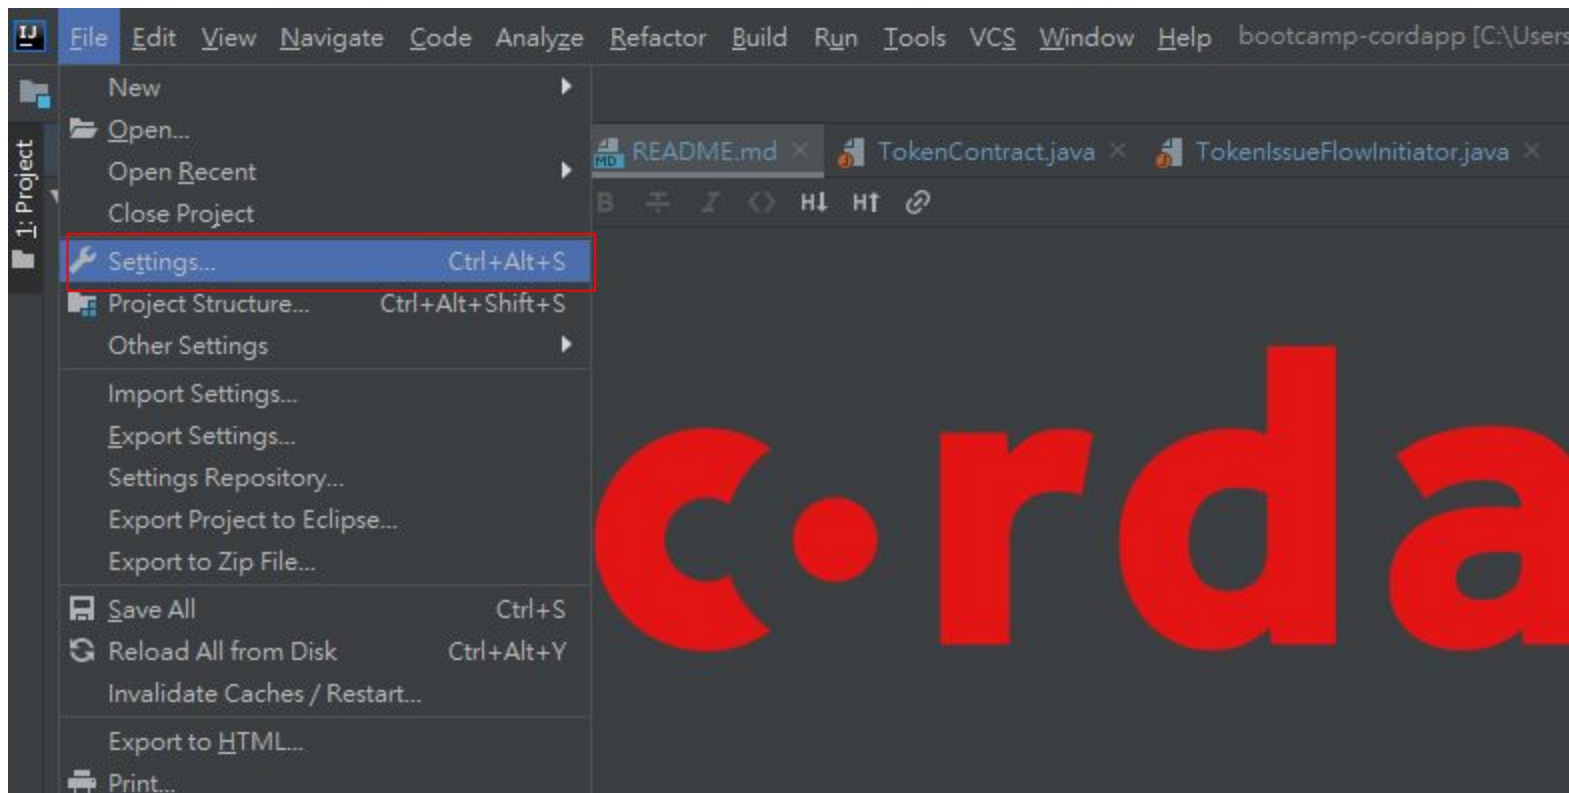 IJ File Edit View Navigate Code Analyze Refactor Build Run Tools VCS Window Help bootcamp-cordapp [C:\Users
New
Open...
Open Recent
Close Project
Settings... Ctrl+Alt+S
Project Structure... Ctrl+Alt+Shift+S
Other Settings
Import Settings...
Export Settings...
Settings Repository...
Export Project to Eclipse...
Export to Zip File...
Save All Ctrl+S
Reload All from Disk Ctrl+Alt+Y
Invalidate Caches / Restart...
Export to HTML...
Print...
1: Project
MD README.md J TokenContract.java J TokenIssueFlowInitiator.java
B T I <> H↓ H↑
c·rda